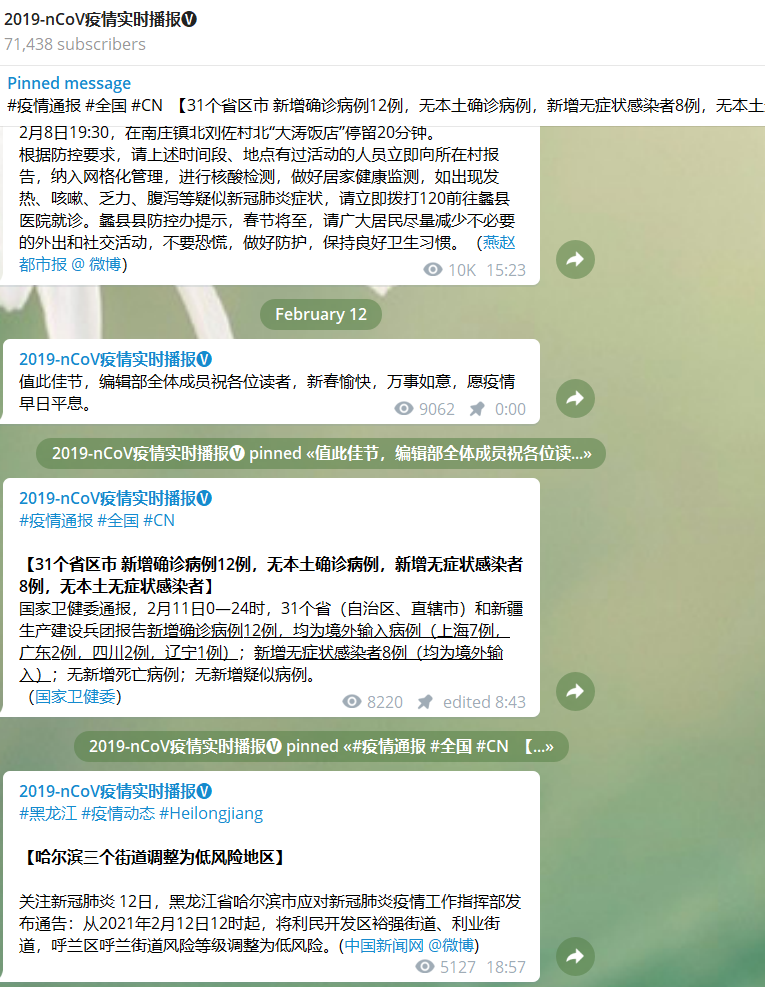 2019-nCoV疫情实时播报V
71,438 subscribers
Pinned message
#疫情通报 #全国 #CN 【31个省区市 新增确诊病例12例，无本土确诊病例，新增无症状感染者8例，无本土
2月8日19:30，在南庄镇北刘佐村北“大涛饭店”停留20分钟。
根据防控要求，请上述时间段、地点有过活动的人员立即向所在村报
告，纳入网格化管理，进行核酸检测，做好居家健康监测，如出现发
热、咳嗽、乏力、腹泻等疑似新冠肺炎症状，请立即拨打120前往蠡县
医院就诊。蠡县县防控办提示，春节将至，请广大居民尽量减少不必要
的外出和社交活动，不要恐慌，做好防护，保持良好卫生习惯。（燕赵
都市报 @ 微博）
10K 15:23
February 12
2019-nCoV疫情实时播报V
值此佳节，编辑部全体成员祝各位读者，新春愉快，万事如意，愿疫情
早日平息。
9062 0:00
2019-nCoV疫情实时播报V pinned «值此佳节，编辑部全体成员祝各位读...»
2019-nCoV疫情实时播报V
#疫情通报 #全国 #CN
【31个省区市 新增确诊病例12例，无本土确诊病例，新增无症状感染者
8例，无本土无症状感染者】
国家卫健委通报，2月11日0—24时，31个省（自治区、直辖市）和新疆
生产建设兵团报告新增确诊病例12例，均为境外输入病例（上海7例，
广东2例，四川2例，辽宁1例）；新增无症状感染者8例（均为境外输
入）；无新增死亡病例；无新增疑似病例。
（国家卫健委）
8220 edited 8:43
2019-nCoV疫情实时播报V pinned «#疫情通报 #全国 #CN 【...»
2019-nCoV疫情实时播报V
#黑龙江 #疫情动态 #Heilongjiang
【哈尔滨三个街道调整为低风险地区】
关注新冠肺炎 12日，黑龙江省哈尔滨市应对新冠肺炎疫情工作指挥部发
布通告：从2021年2月12日12时起，将利民开发区裕强街道、利业街
道，呼兰区呼兰街道风险等级调整为低风险。(中国新闻网 @微博)
5127 18:57